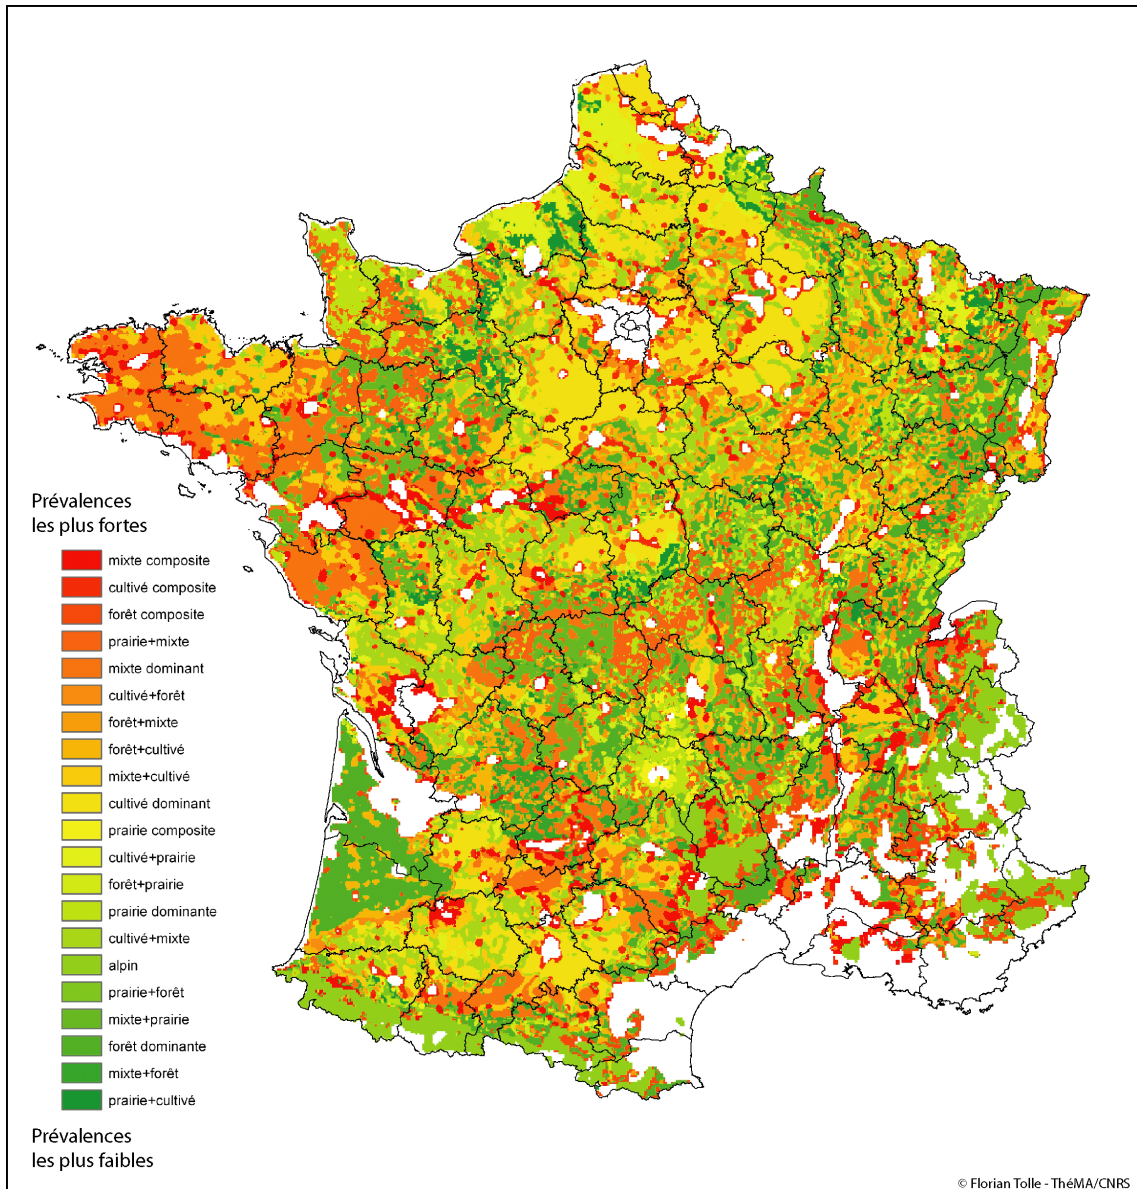 Prévalences
les plus fortes
mixte composite
cultivé composite
forêt composite
prairie+mixte
mixte dominant
cultivé+forêt
forêt+mixte
forêt+cultivé
mixte+cultivé
cultivé dominant
prairie composite
cultivé+prairie
forêt+prairie
prairie dominante
cultivé+mixte
alpin
prairie+forêt
mixte+prairie
forêt dominante
mixte+forêt
prairie+cultivé
Prévalences
les plus faibles
© Florian Tolle - ThéMA/CNRS